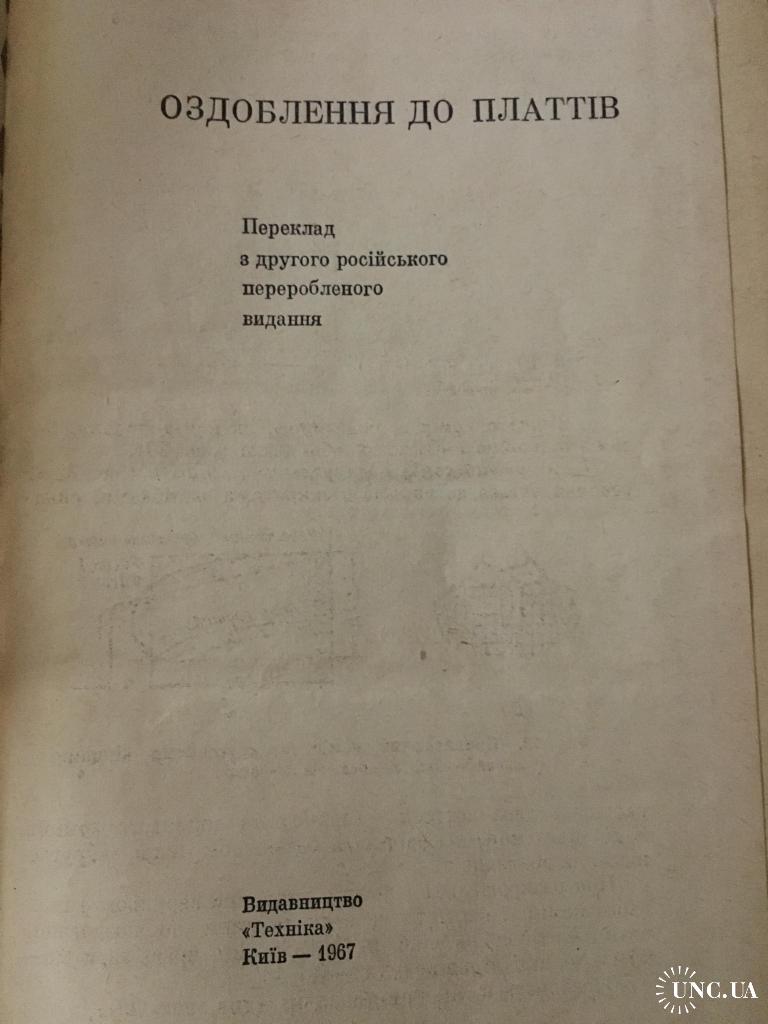 ОЗДОБЛЕННЯ ДО ПЛАТТІВ
Переклад
з другого російського
переробленого
видання
Видавництво
«Техніка»
Київ — 1967
UNC.UA